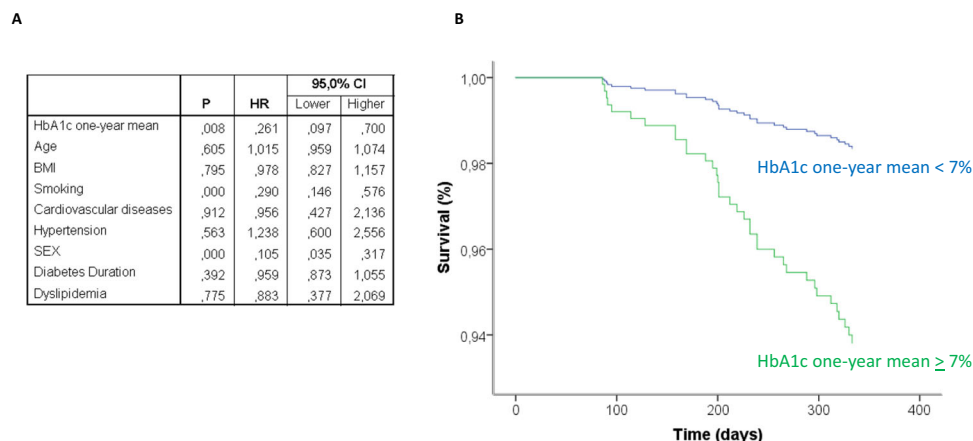 A
B
95,0% CI
P HR Lower Higher
HbA1c one-year mean ,008 ,261 ,097 ,700
Age ,605 1,015 ,959 1,074
BMI ,795 ,978 ,827 1,157
Smoking ,000 ,290 ,146 ,576
Cardiovascular diseases ,912 ,956 ,427 2,136
Hypertension ,563 1,238 ,600 2,556
SEX ,000 ,105 ,035 ,317
Diabetes Duration ,392 ,959 ,873 1,055
Dyslipidemia ,775 ,883 ,377 2,069
Survival (%)
1,00
0,98
0,96
0,94
HbA1c one-year mean < 7%
HbA1c one-year mean ≥ 7%
0 100 200 300 400
Time (days)